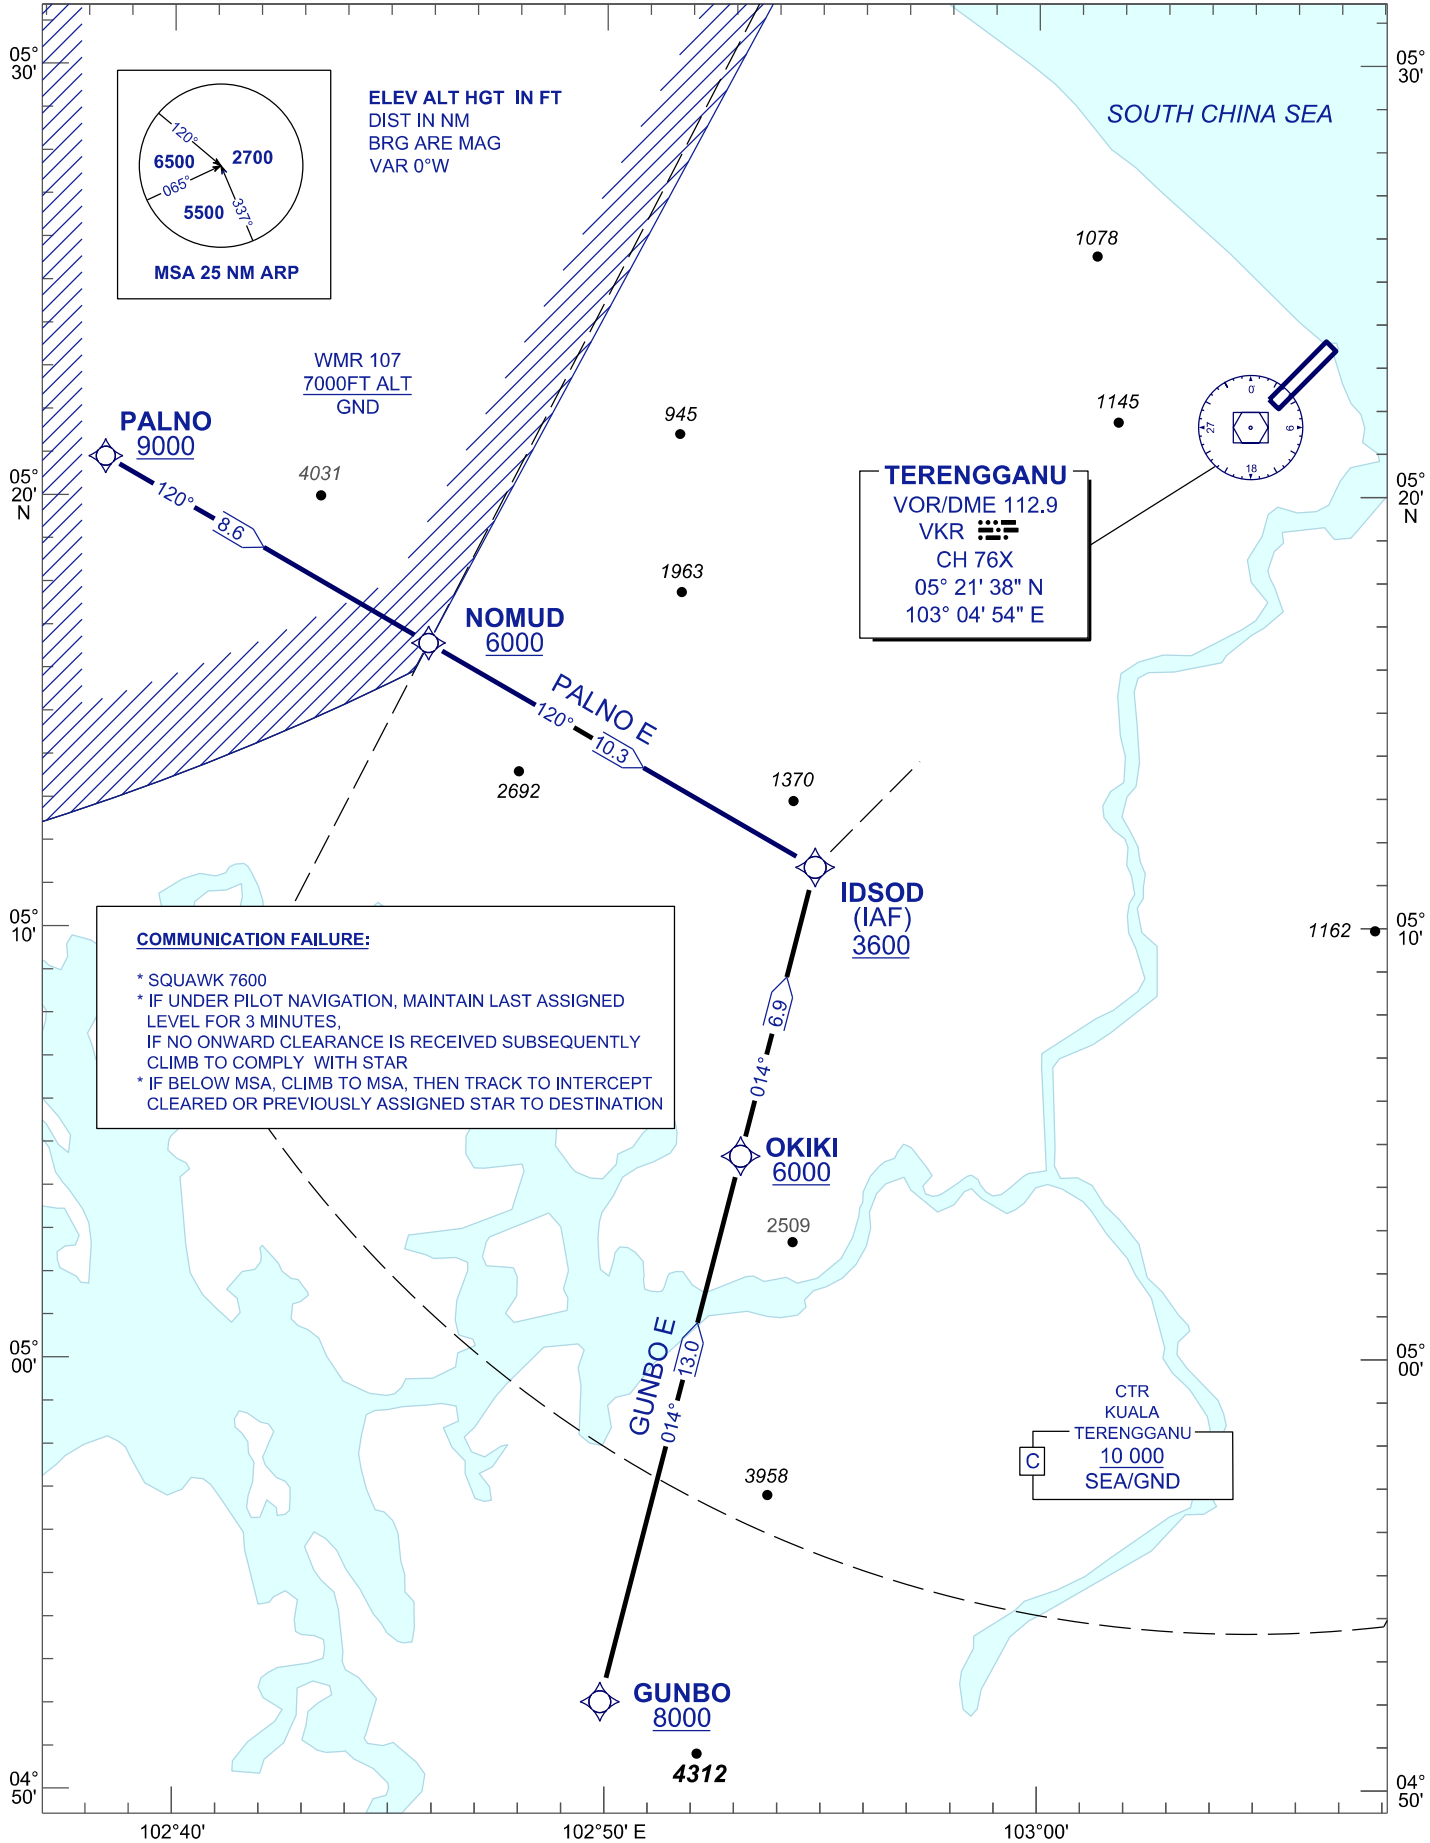 05°
30'
05°
30'
ELEV ALT HGT IN FT
DIST IN NM
BRG ARE MAG
VAR 0°W
120°
6500
2700
065°
5500
337°
MSA 25 NM ARP
SOUTH CHINA SEA
1078
WMR 107
7000FT ALT
GND
PALNO
9000
945
1145
0
9
18
27
4031
05°
20'
N
05°
20'
N
120°
8.6
TERENGGANU
VOR/DME 112.9
VKR
CH 76X
05° 21' 38" N
103° 04' 54" E
1963
NOMUD
6000
PALNO E
120°
10.3
2692
1370
IDSOD
(IAF)
3600
05°
10'
05°
10'
1162
COMMUNICATION FAILURE:
* SQUAWK 7600
* IF UNDER PILOT NAVIGATION, MAINTAIN LAST ASSIGNED
LEVEL FOR 3 MINUTES,
IF NO ONWARD CLEARANCE IS RECEIVED SUBSEQUENTLY
CLIMB TO COMPLY WITH STAR
* IF BELOW MSA, CLIMB TO MSA, THEN TRACK TO INTERCEPT
CLEARED OR PREVIOUSLY ASSIGNED STAR TO DESTINATION
6.9
014°
OKIKI
6000
2509
GUNBO E
13.0
014°
05°
00'
05°
00'
CTR
KUALA
TERENGGANU
C
10 000
SEA/GND
3958
GUNBO
8000
4312
04°
50'
04°
50'
102°40'
102°50' E
103°00'